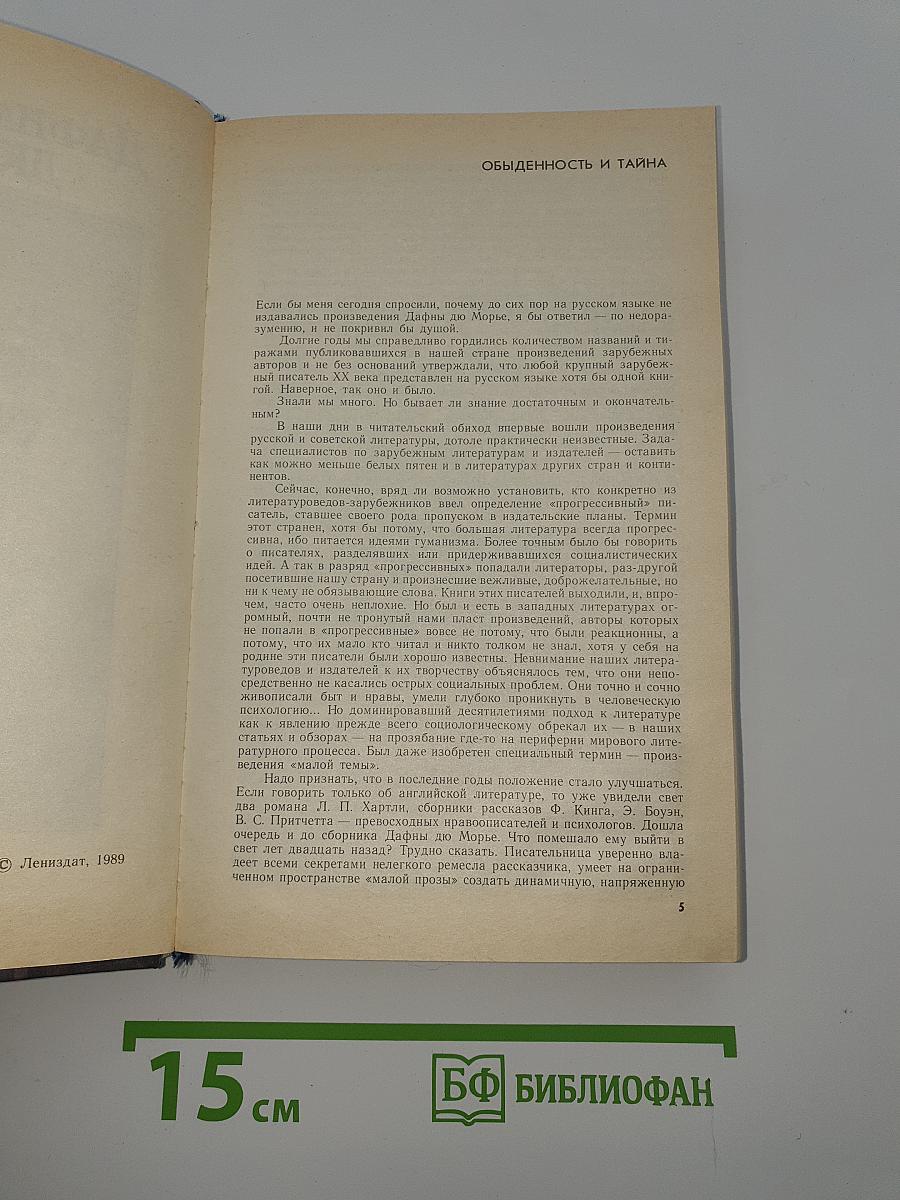 © Лениздат, 1989
ОБЫДЕННОСТЬ И ТАЙНА
Если бы меня сегодня спросили, почему до сих пор на русском языке не
издавались произведения Дафны дю Морье, я бы ответил — по недора-
зумению, и не покривил бы душой.
Долгие годы мы справедливо гордились количеством названий и ти-
ражами публиковавшихся в нашей стране произведений зарубежных
авторов и не без оснований утверждали, что любой крупный зарубеж-
ный писатель XX века представлен на русском языке хотя бы одной кни-
гой. Наверное, так оно и было.
Знали мы много. Но бывает ли знание достаточным и окончатель-
ным?
В наши дни в читательский обиход впервые вошли произведения
русской и советской литературы, дотоле практически неизвестные. Зада-
ча специалистов по зарубежным литературам и издателей — оставить
как можно меньше белых пятен и в литературах других стран и конти-
нентов.
Сейчас, конечно, вряд ли возможно установить, кто конкретно из
литературоведов-зарубежников ввел определение «прогрессивный» пи-
сатель, ставшее своего рода пропуском в издательские планы. Термин
этот странен, хотя бы потому, что большая литература всегда прогрес-
сивна, ибо питается идеями гуманизма. Более точным было бы говорить
о писателях, разделявших или придерживавшихся социалистических
идей. А так в разряд «прогрессивных» попадали литераторы, раз-другой
посетившие нашу страну и произнесшие вежливые, доброжелательные, но
ни к чему не обязывающие слова. Книги этих писателей выходили, и, впро-
чем, часто очень неплохие. Но был и есть в западных литературах ог-
ромный, почти не тронутый нами пласт произведений, авторы которых
не попали в «прогрессивные» вовсе не потому, что были реакционны, а
потому, что их мало кто читал и никто толком не знал, хотя у себя на
родине эти писатели были хорошо известны. Невнимание наших литера-
туроведов и издателей к их творчеству объяснялось тем, что они непо-
средственно не касались острых социальных проблем. Они точно и сочно
живописали быт и нравы, умели глубоко проникнуть в человеческую
психологию... Но доминировавший десятилетиями подход к литературе
как к явлению прежде всего социологическому обрекал их — в наших
статьях и обзорах — на прозябание где-то на периферии мирового лите-
ратурного процесса. Был даже изобретен специальный термин — произ-
ведения «малой темы».
Надо признать, что в последние годы положение стало улучшаться.
Если говорить только об английской литературе, то уже увидели свет
два романа Л. П. Хартли, сборники рассказов Ф. Кинга, Э. Боуэн,
В. С. Притчетта — превосходных нравоописателей и психологов. Дошла
очередь и до сборника Дафны дю Морье. Что помешало ему выйти в
свет лет двадцать назад? Трудно сказать. Писательница уверенно вла-
деет всеми секретами нелегкого ремесла рассказчика, умеет на ограни-
ченном пространстве «малой прозы» создать динамичную, напряженную
5
15 см
БФ БИБЛИОФАН